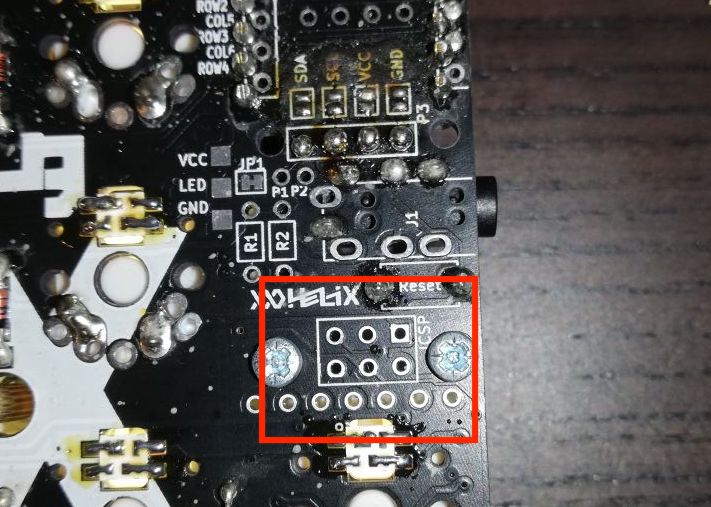 ROW2
COL5
ROW3
COL6
ROW4
SDA
SCL
VCC
GND
P3
VCC
JP1
LED
P1 P2
GND
J1
R1
R2
HELIX
Reset
ICSP